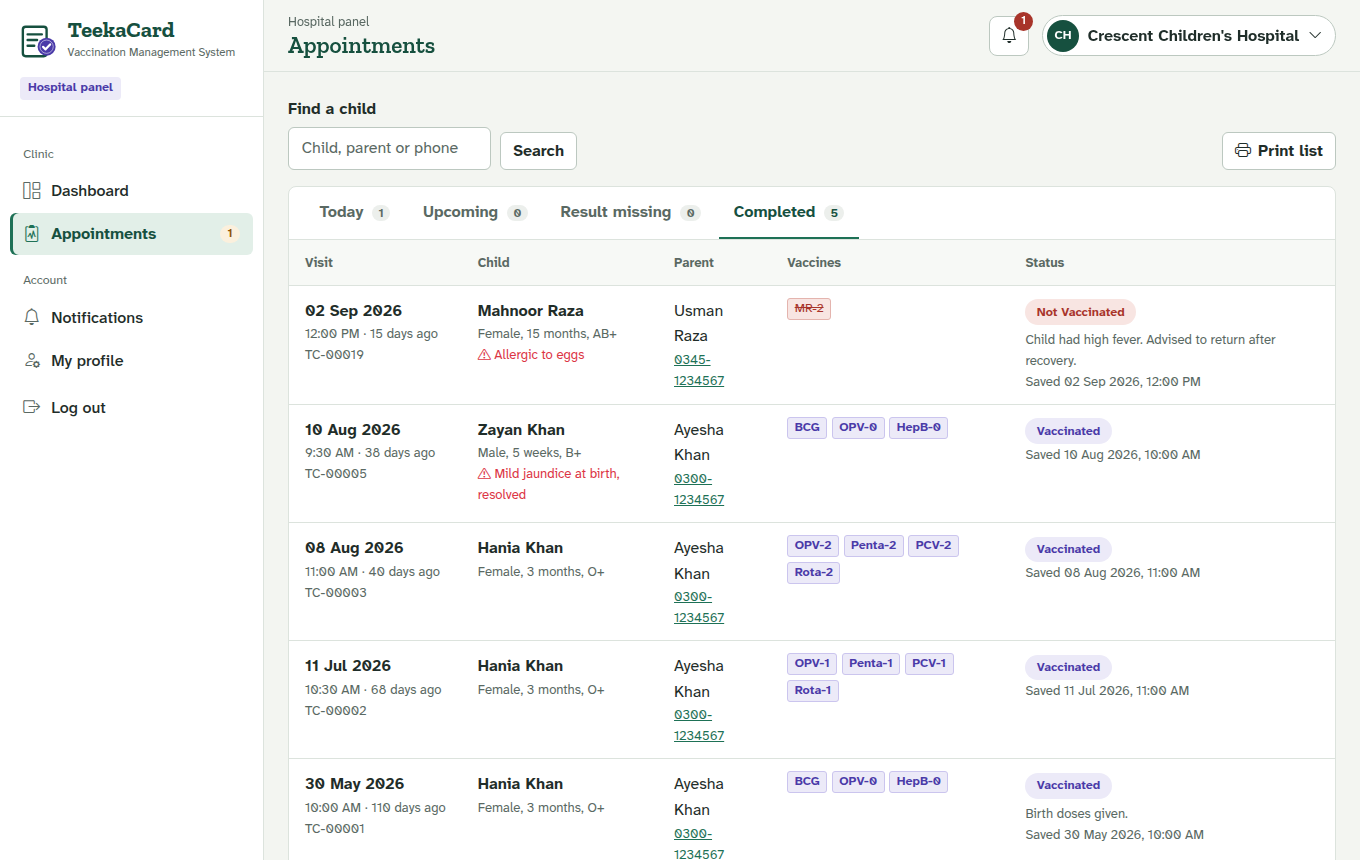 TeekaCard
Vaccination Management System
Hospital panel
Clinic
Dashboard
Appointments 1
Account
Notifications
My profile
Log out
Hospital panel
Appointments
1
CH Crescent Children's Hospital
Find a child
Child, parent or phone
Search
Print list
Today 1 Upcoming 0 Result missing 0 Completed 5
Visit Child Parent Vaccines Status
02 Sep 2026
12:00 PM · 15 days ago
TC-00019
Mahnoor Raza
Female, 15 months, AB+
Allergic to eggs
Usman
Raza
0345-
1234567
MR-2
Not Vaccinated
Child had high fever. Advised to return after
recovery.
Saved 02 Sep 2026, 12:00 PM
10 Aug 2026
9:30 AM · 38 days ago
TC-00005
Zayan Khan
Male, 5 weeks, B+
Mild jaundice at birth,
resolved
Ayesha
Khan
0300-
1234567
BCG OPV-0 HepB-0
Vaccinated
Saved 10 Aug 2026, 10:00 AM
08 Aug 2026
11:00 AM · 40 days ago
TC-00003
Hania Khan
Female, 3 months, O+
Ayesha
Khan
0300-
1234567
OPV-2 Penta-2 PCV-2
Rota-2
Vaccinated
Saved 08 Aug 2026, 11:00 AM
11 Jul 2026
10:30 AM · 68 days ago
TC-00002
Hania Khan
Female, 3 months, O+
Ayesha
Khan
0300-
1234567
OPV-1 Penta-1 PCV-1
Rota-1
Vaccinated
Saved 11 Jul 2026, 11:00 AM
30 May 2026
10:00 AM · 110 days ago
TC-00001
Hania Khan
Female, 3 months, O+
Ayesha
Khan
0300-
1234567
BCG OPV-0 HepB-0
Vaccinated
Birth doses given.
Saved 30 May 2026, 10:00 AM